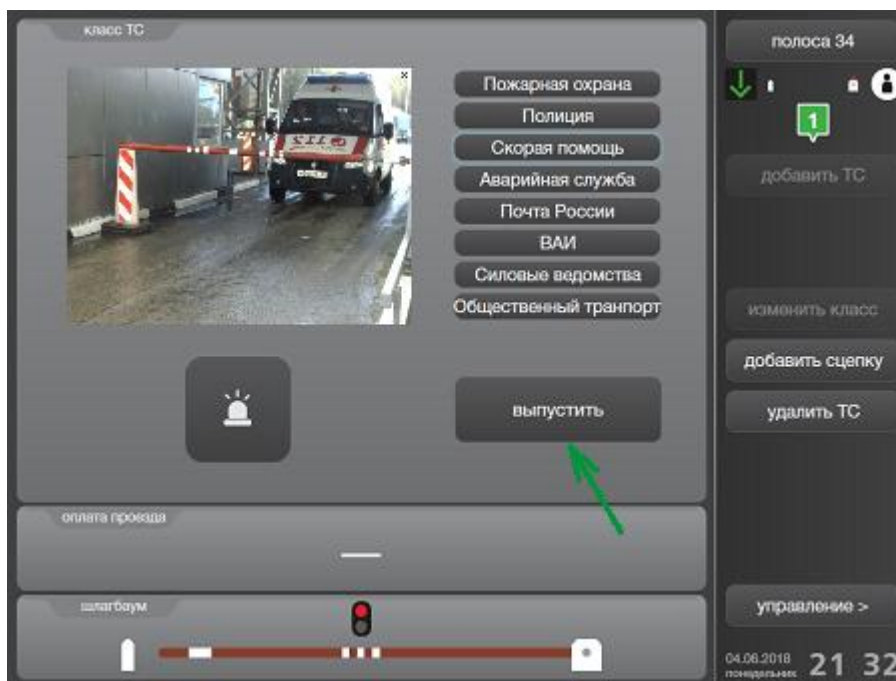 класс ТС
Пожарная охрана
Полиция
Скорая помощь
Аварийная служба
Почта России
ВАИ
Силовые ведомства
Общественный транпорт
выпустить
оплата проезда
шлагбаум
полоса 34
1
добавить ТС
изменить класс
добавить сцепку
удалить ТС
управление >
04.06.2018
понедельник
21 32